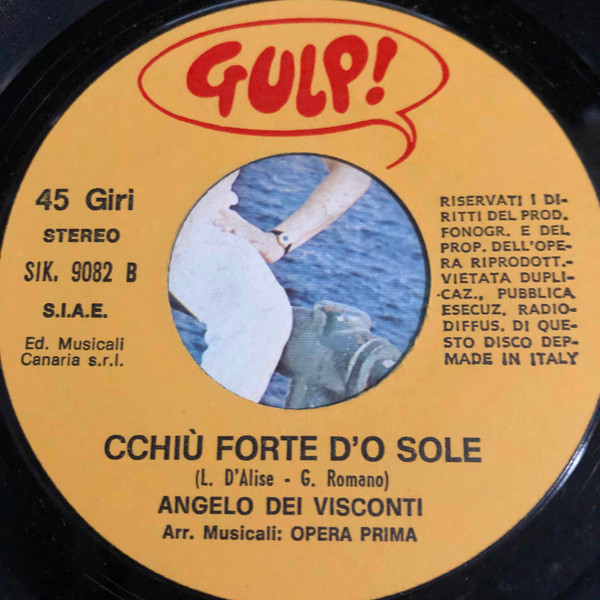 GULP!
45 Giri
STEREO
SIK. 9082 B
S.I.A.E.
Ed. Musicali
Canaria s.r.l.
RISERVATI I DI-
RITTI DEL PROD.
FONOGR. E DEL
PROP. DELL'OPE-
RA RIPRODOTT.-
VIETATA DUPLI-
CAZ., PUBBLICA
ESECUZ. RADIO-
DIFFUS. DI QUE-
STO DISCO DEP-
MADE IN ITALY
CCHIÙ FORTE D'O SOLE
(L. D'Alise - G. Romano)
ANGELO DEI VISCONTI
Arr. Musicali: OPERA PRIMA